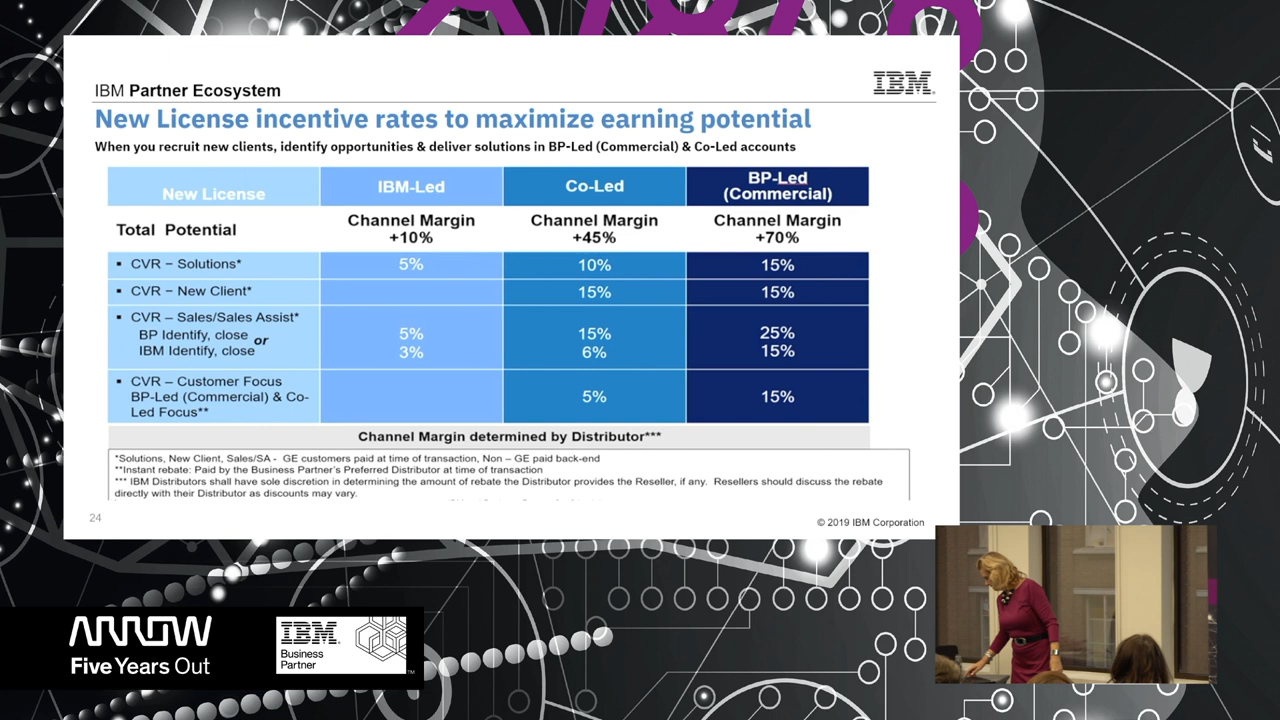 IBM Partner Ecosystem
IBM
New License incentive rates to maximize earning potential
When you recruit new clients, identify opportunities & deliver solutions in BP-Led (Commercial) & Co-Led accounts
New License
IBM-Led
Co-Led
BP-Led
(Commercial)
Total Potential
Channel Margin
+10%
Channel Margin
+45%
Channel Margin
+70%
▪ CVR – Solutions*
5%
10%
15%
▪ CVR – New Client*
15%
15%
▪ CVR – Sales/Sales Assist*
BP Identify, close or
IBM Identify, close
5%
3%
15%
6%
25%
15%
▪ CVR – Customer Focus
BP-Led (Commercial) & Co-
Led Focus**
5%
15%
Channel Margin determined by Distributor***
*Solutions, New Client, Sales/SA - GE customers paid at time of transaction, Non – GE paid back-end
**Instant rebate: Paid by the Business Partner's Preferred Distributor at time of transaction
*** IBM Distributors shall have sole discretion in determining the amount of rebate the Distributor provides the Reseller, if any. Resellers should discuss the rebate
directly with their Distributor as discounts may vary.
24
© 2019 IBM Corporation
ARROW
Five Years Out
IBM
Business
Partner
TM